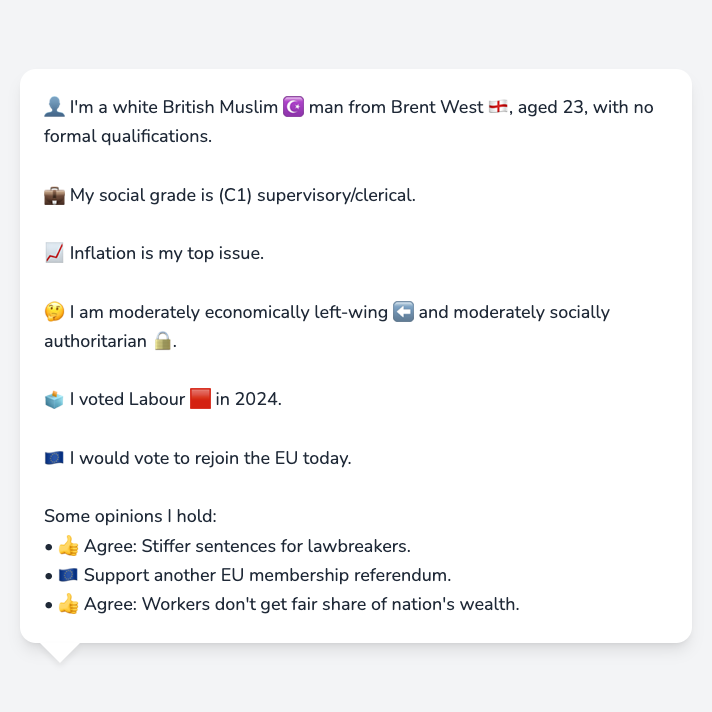 👤 I'm a white British Muslim ☪️ man from Brent West 🏴󠁧󠁢󠁥󠁮󠁧󠁿, aged 23, with no
formal qualifications.
💼 My social grade is (C1) supervisory/clerical.
📈 Inflation is my top issue.
🤔 I am moderately economically left-wing ⬅️ and moderately socially
authoritarian 🔒.
🗳️ I voted Labour 🟥 in 2024.
🇪🇺 I would vote to rejoin the EU today.
Some opinions I hold:
• 👍 Agree: Stiffer sentences for lawbreakers.
• 🇪🇺 Support another EU membership referendum.
• 👍 Agree: Workers don't get fair share of nation's wealth.